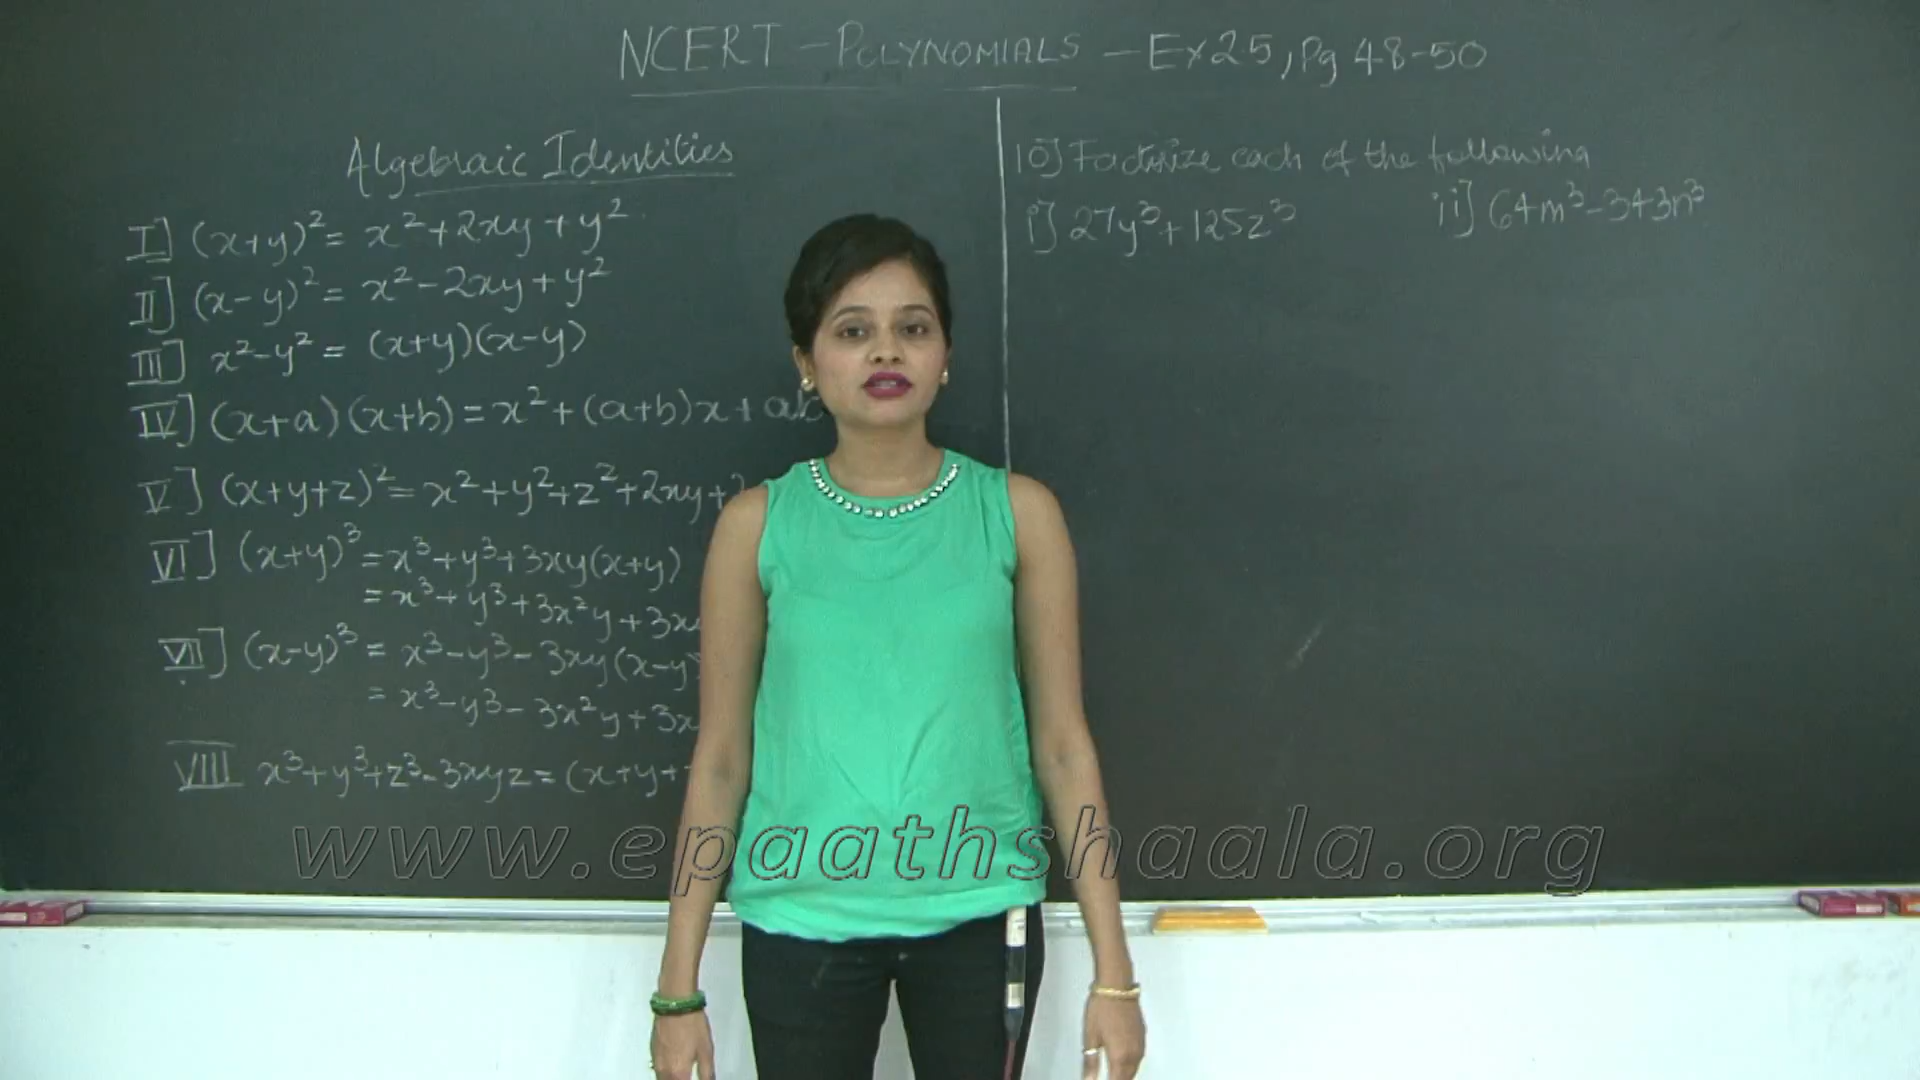 NCERT - POLYNOMIALS - Ex 2.5, Pg 48-50
Algebraic Identities
I] (x+y)² = x² + 2xy + y²
II] (x-y)² = x² - 2xy + y²
III] x² - y² = (x+y)(x-y)
IV] (x+a)(x+b) = x² + (a+b)x + ab
V] (x+y+z)² = x² + y² + z² + 2xy +
VI] (x+y)³ = x³ + y³ + 3xy(x+y)
= x³ + y³ + 3x²y + 3x
VII] (x-y)³ = x³ - y³ - 3xy(x-y)
= x³ - y³ - 3x²y + 3x
VIII x³ + y³ + z³ - 3xyz = (x+y+
10] Factorize each of the following
i] 27y³ + 125z³
ii] 64m³ - 343n³
www.epaathshaala.org